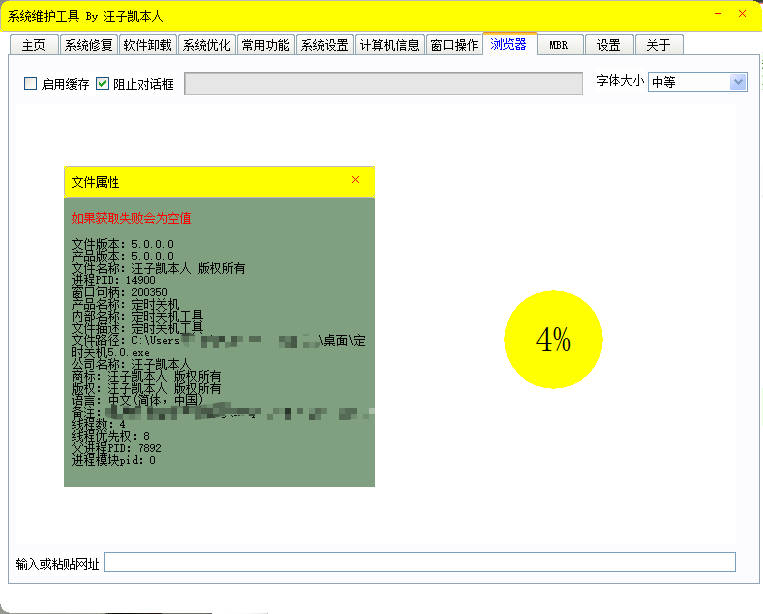 系统维护工具 By 汪子凯本人
主页 系统修复 软件卸载 系统优化 常用功能 系统设置 计算机信息 窗口操作 浏览器 MBR 设置 关于
启用缓存 阻止对话框 字体大小 中等
文件属性
如果获取失败会为空值
文件版本: 5.0.0.0
产品版本: 5.0.0.0
文件名称: 汪子凯本人 版权所有
进程PID: 14900
窗口句柄: 200350
产品名称: 定时关机
内部名称: 定时关机工具
文件描述: 定时关机工具
文件路径: C:\Users \桌面\定
时关机5.0.exe
公司名称: 汪子凯本人
商标: 汪子凯本人 版权所有
版权: 汪子凯本人 版权所有
语言: 中文(简体，中国)
备注:
线程数: 4
线程优先权: 8
父进程PID: 7892
进程模块pid: 0
4%
输入或粘贴网址